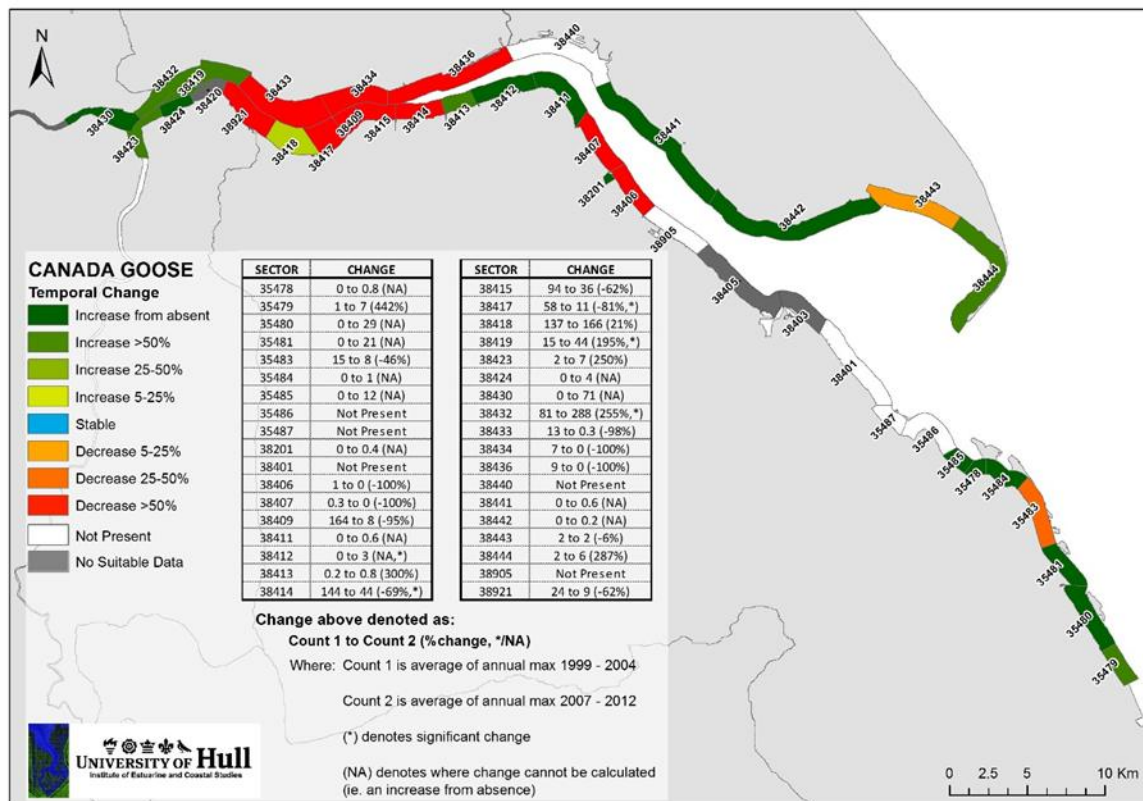 N
38440
38436
38434
38433
38432
38419
38420
38424
38430
38423
38921
38418
38417
38409
38415
38414
38413
38412
38411
38407
38201
38406
38905
38441
38442
38443
38444
38405
38403
38401
35487
35486
35485
35478
35484
35483
35481
35480
35479
CANADA GOOSE
Temporal Change
Increase from absent
Increase >50%
Increase 25-50%
Increase 5-25%
Stable
Decrease 5-25%
Decrease 25-50%
Decrease >50%
Not Present
No Suitable Data
SECTOR CHANGE
35478 0 to 0.8 (NA)
35479 1 to 7 (442%)
35480 0 to 29 (NA)
35481 0 to 21 (NA)
35483 15 to 8 (-46%)
35484 0 to 1 (NA)
35485 0 to 12 (NA)
35486 Not Present
35487 Not Present
38201 0 to 0.4 (NA)
38401 Not Present
38406 1 to 0 (-100%)
38407 0.3 to 0 (-100%)
38409 164 to 8 (-95%)
38411 0 to 0.6 (NA)
38412 0 to 3 (NA,*)
38413 0.2 to 0.8 (300%)
38414 144 to 44 (-69%,*)
SECTOR CHANGE
38415 94 to 36 (-62%)
38417 58 to 11 (-81%,*)
38418 137 to 166 (21%)
38419 15 to 44 (195%,*)
38423 2 to 7 (250%)
38424 0 to 4 (NA)
38430 0 to 71 (NA)
38432 81 to 288 (255%,*)
38433 13 to 0.3 (-98%)
38434 7 to 0 (-100%)
38436 9 to 0 (-100%)
38440 Not Present
38441 0 to 0.6 (NA)
38442 0 to 0.2 (NA)
38443 2 to 2 (-6%)
38444 2 to 6 (287%)
38905 Not Present
38921 24 to 9 (-62%)
Change above denoted as:
Count 1 to Count 2 (%change, */NA)
Where: Count 1 is average of annual max 1999 - 2004
Count 2 is average of annual max 2007 - 2012
(*) denotes significant change
(NA) denotes where change cannot be calculated
(ie. an increase from absence)
UNIVERSITY OF Hull
Institute of Estuarine and Coastal Studies
0 2.5 5 10 Km